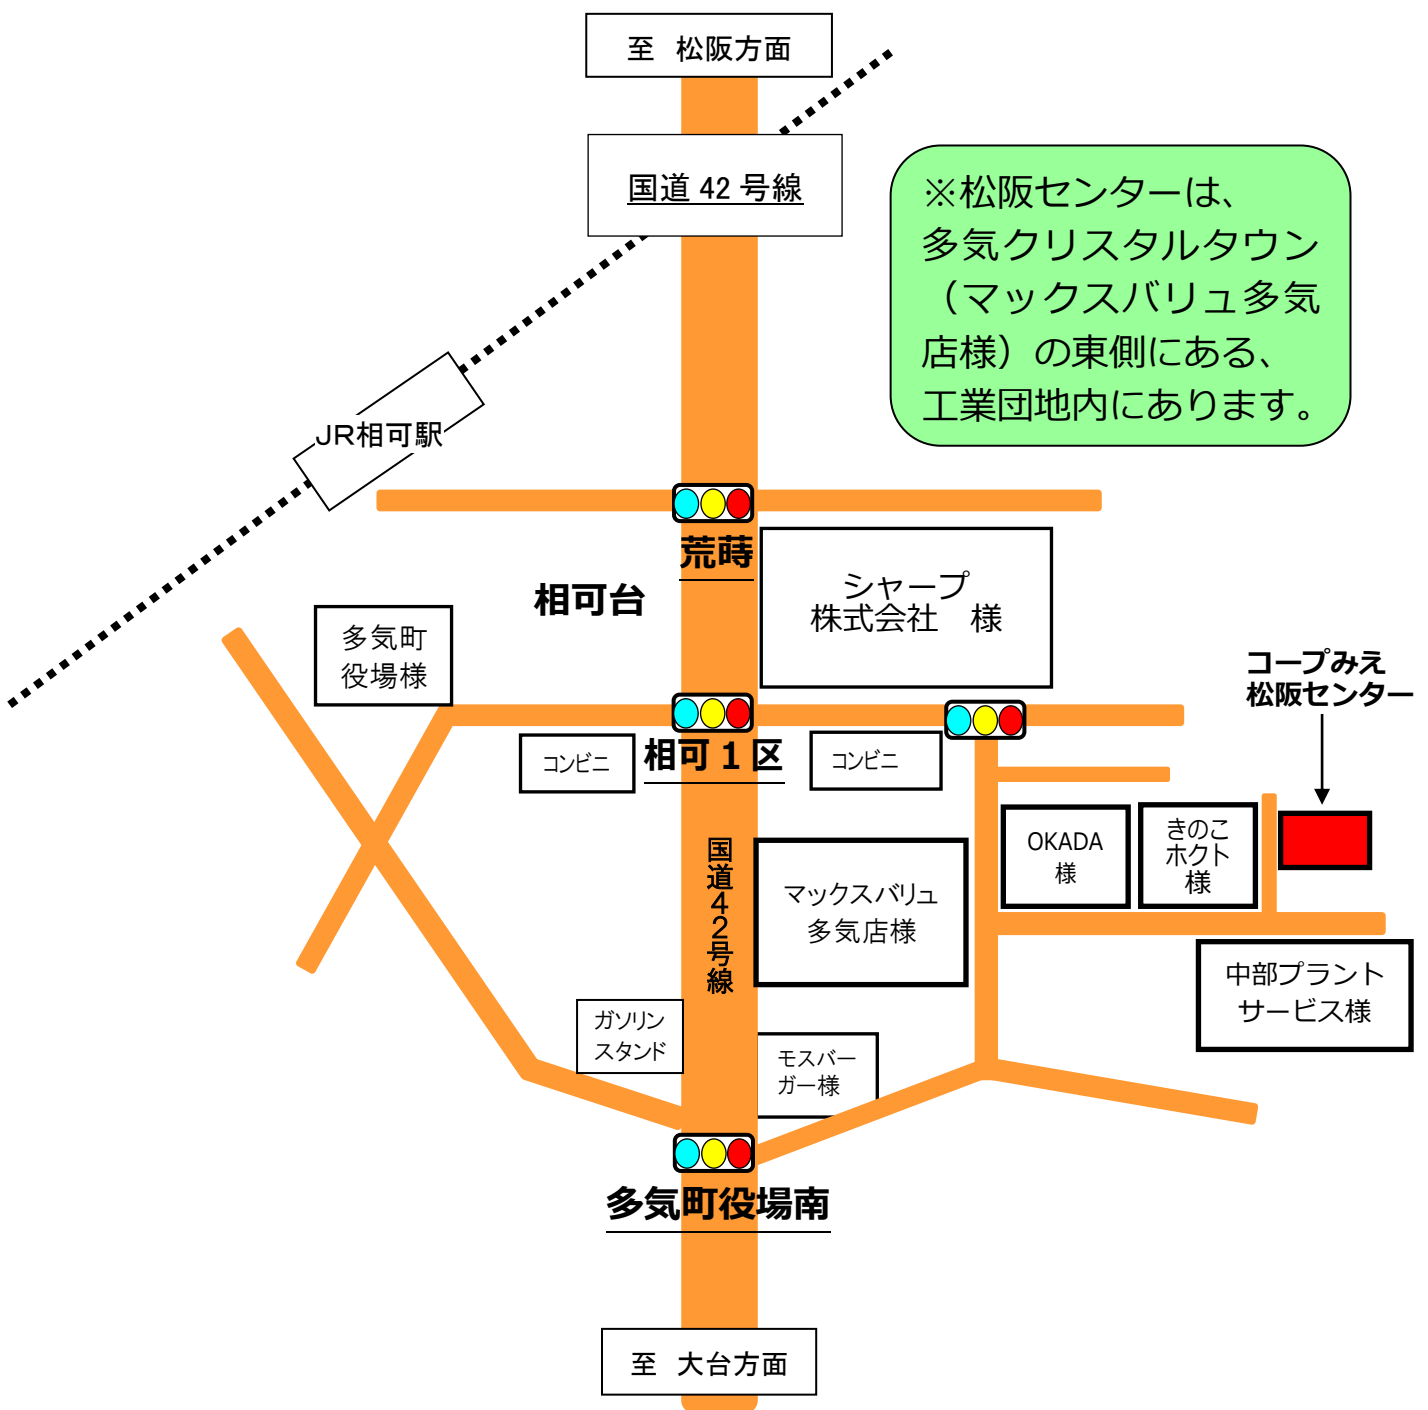 至 松阪方面
国道 42 号線
※松阪センターは、
多気クリスタルタウン
（マックスバリュ多気
店様）の東側にある、
工業団地内にあります。
JR相可駅
荒蒔
相可台
シャープ
株式会社 様
多気町
役場様
コープみえ
松阪センター
コンビニ
相可１区
コンビニ
国道４２号線
マックスバリュ
多気店様
OKADA
様
きのこ
ホクト
様
中部プラント
サービス様
ガソリン
スタンド
モスバー
ガー様
多気町役場南
至 大台方面